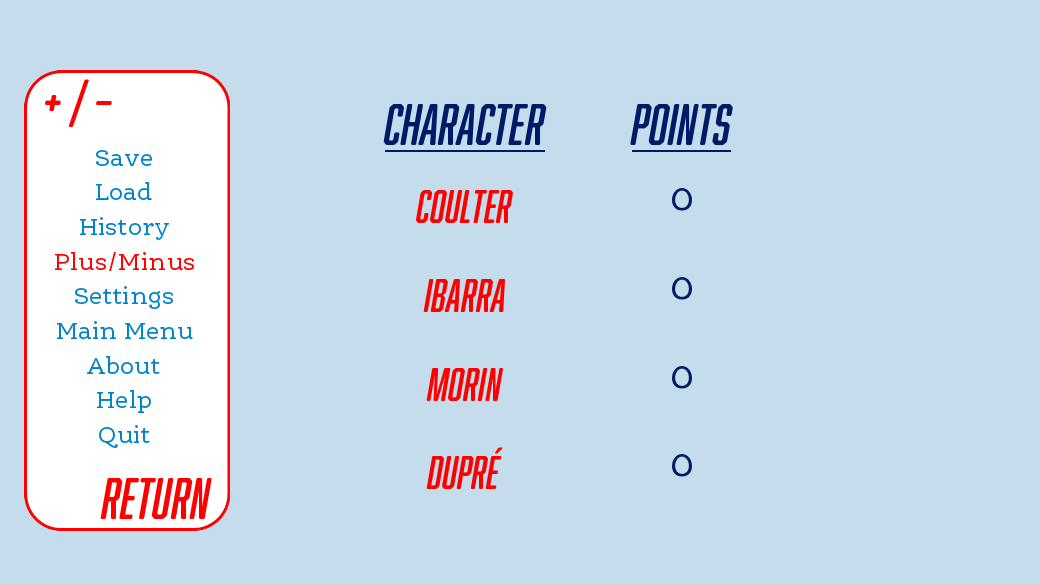 +/-
Save
Load
History
Plus/Minus
Settings
Main Menu
About
Help
Quit
RETURN
CHARACTER POINTS
COULTER 0
IBARRA 0
MORIN 0
DUPRÉ 0